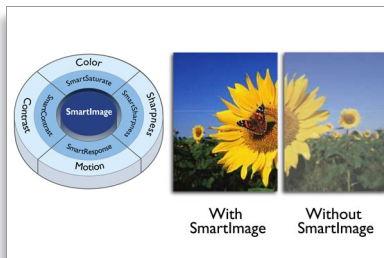 Color
SmartSaturate
Contrast
SmartContrast
SmartImage
SmartSharpness
Sharpness
SmartResponse
Motion
With
SmartImage
Without
SmartImage